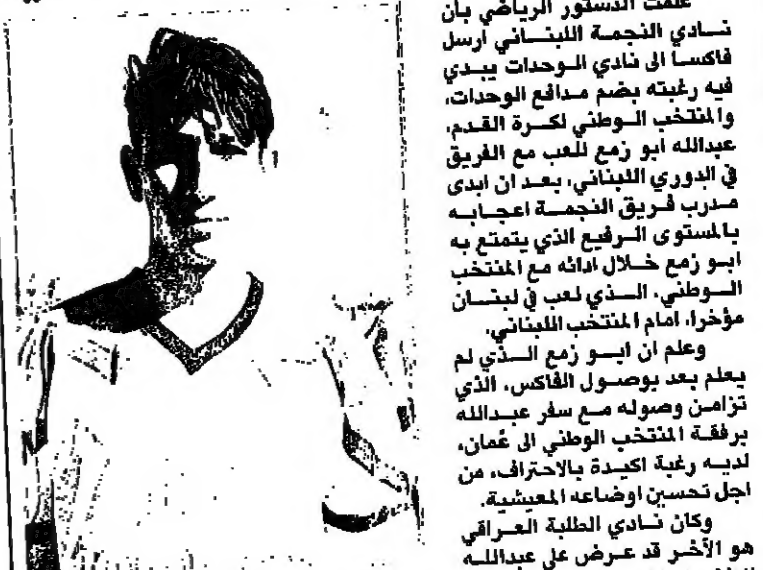 علمت الدستور الرياضي بأن
نادي النجمة اللبناني ارسل
فاكسا الى نادي الوحدات يبدي
فيه رغبته بضم مدافع الوحدات،
والمنتخب الوطني لكرة القدم،
عبدالله ابو زمع للعب مع الفريق
في الدوري اللبناني، بعد ان ابدى
مدرب فريق النجمة اعجابه
بالمستوى الرفيع الذي يتمتع به
ابو زمع خلال ادائه مع المنتخب
الوطني، الذي لعب في لبنان
مؤخرا، امام المنتخب اللبناني.
وعلم ان ابو زمع الذي لم
يعلم بعد بوصول الفاكس، الذي
تزامن وصوله مع سفر عبدالله
برفقة المنتخب الوطني الى عُمان،
لديه رغبة اكيدة بالاحتراف، من
اجل تحسين اوضاعه المعيشية.
وكان نادي الطلبة العراقي
هو الأخر قد عرض على عبدالله